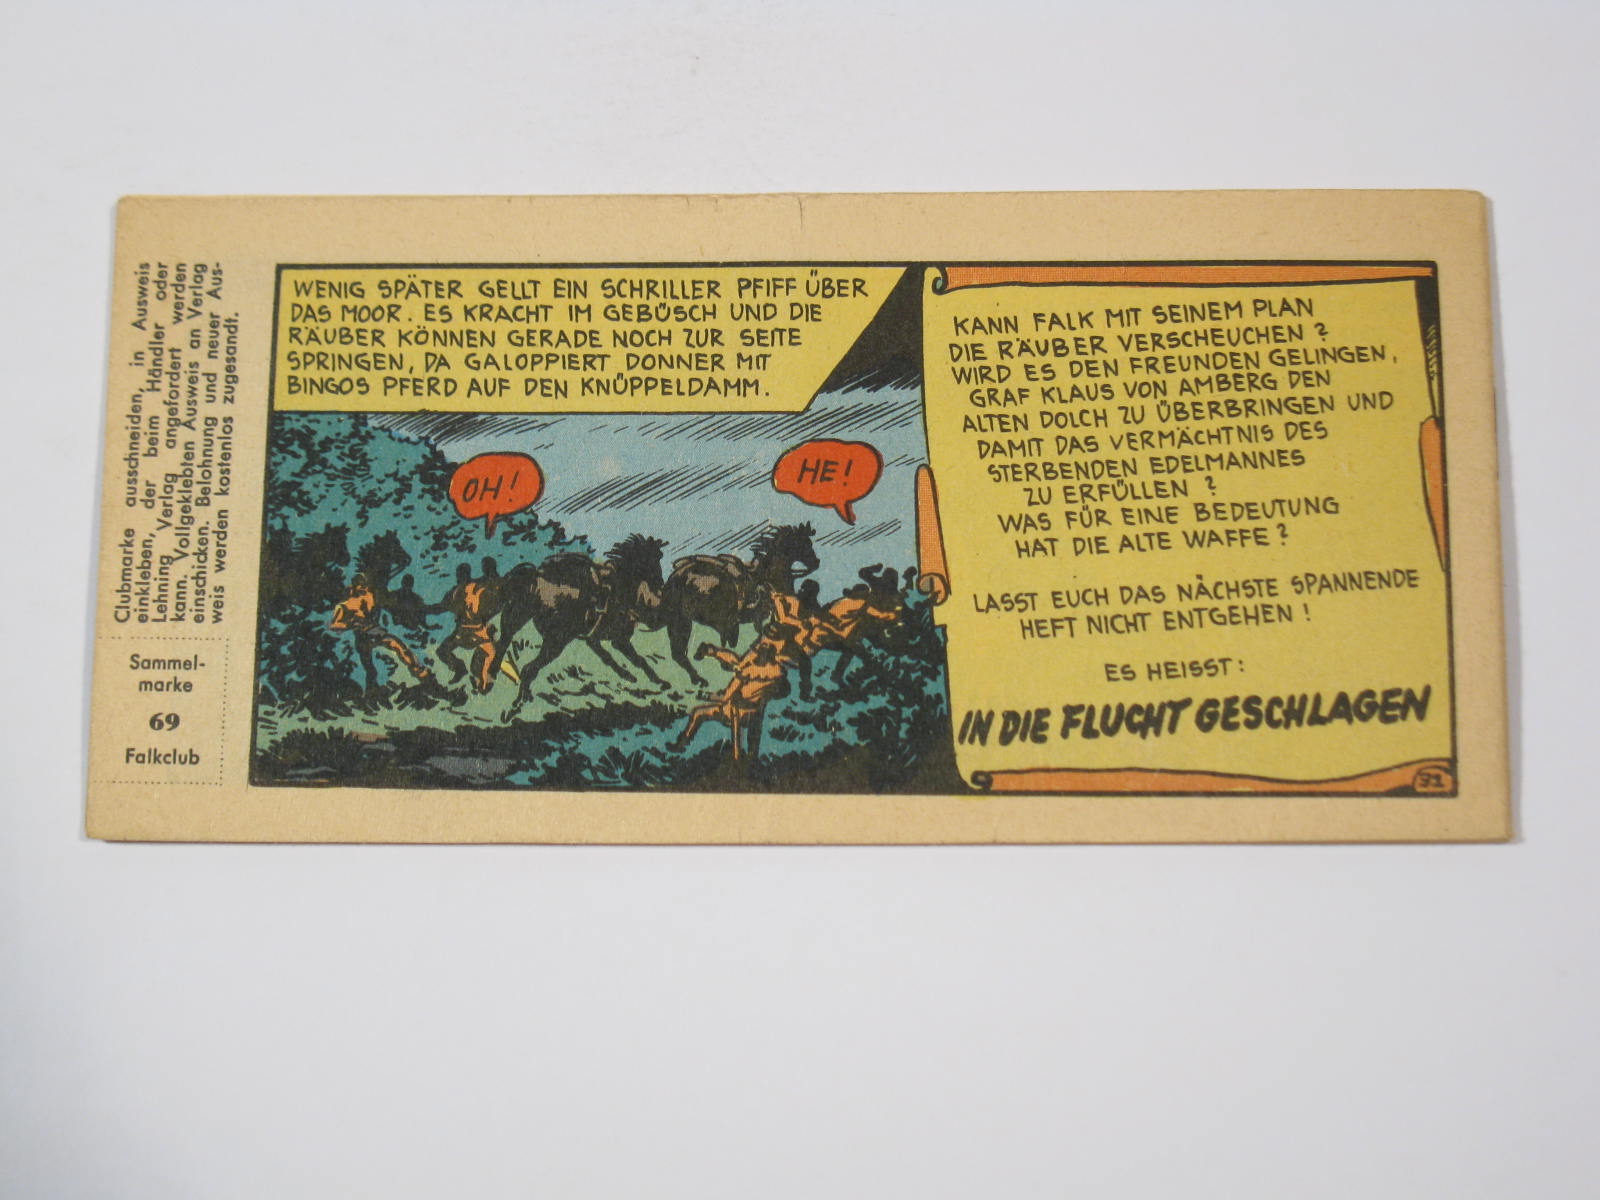 Clubmarke ausschneiden, in Ausweis
einkleben, der beim Händler oder
Lehning Verlag angefordert werden
kann. Vollgeklebten Ausweis an Verlag
einschicken. Belohnung und neuer Aus-
weis werden kostenlos zugesandt.
Sammel-
marke
69
Falkclub
WENIG SPÄTER GELLT EIN SCHRILLER PFIFF ÜBER
DAS MOOR. ES KRACHT IM GEBÜSCH UND DIE
RÄUBER KÖNNEN GERADE NOCH ZUR SEITE
SPRINGEN, DA GALOPPIERT DONNER MIT
BINGOS PFERD AUF DEN KNÜPPELDAMM.
OH!
HE!
KANN FALK MIT SEINEM PLAN
DIE RÄUBER VERSCHEUCHEN?
WIRD ES DEN FREUNDEN GELINGEN,
GRAF KLAUS VON AMBERG DEN
ALTEN DOLCH ZU ÜBERBRINGEN UND
DAMIT DAS VERMÄCHTNIS DES
STERBENDEN EDELMANNES
ZU ERFÜLLEN?
WAS FÜR EINE BEDEUTUNG
HAT DIE ALTE WAFFE?
LASST EUCH DAS NÄCHSTE SPANNENDE
HEFT NICHT ENTGEHEN!
ES HEISST:
IN DIE FLUCHT GESCHLAGEN